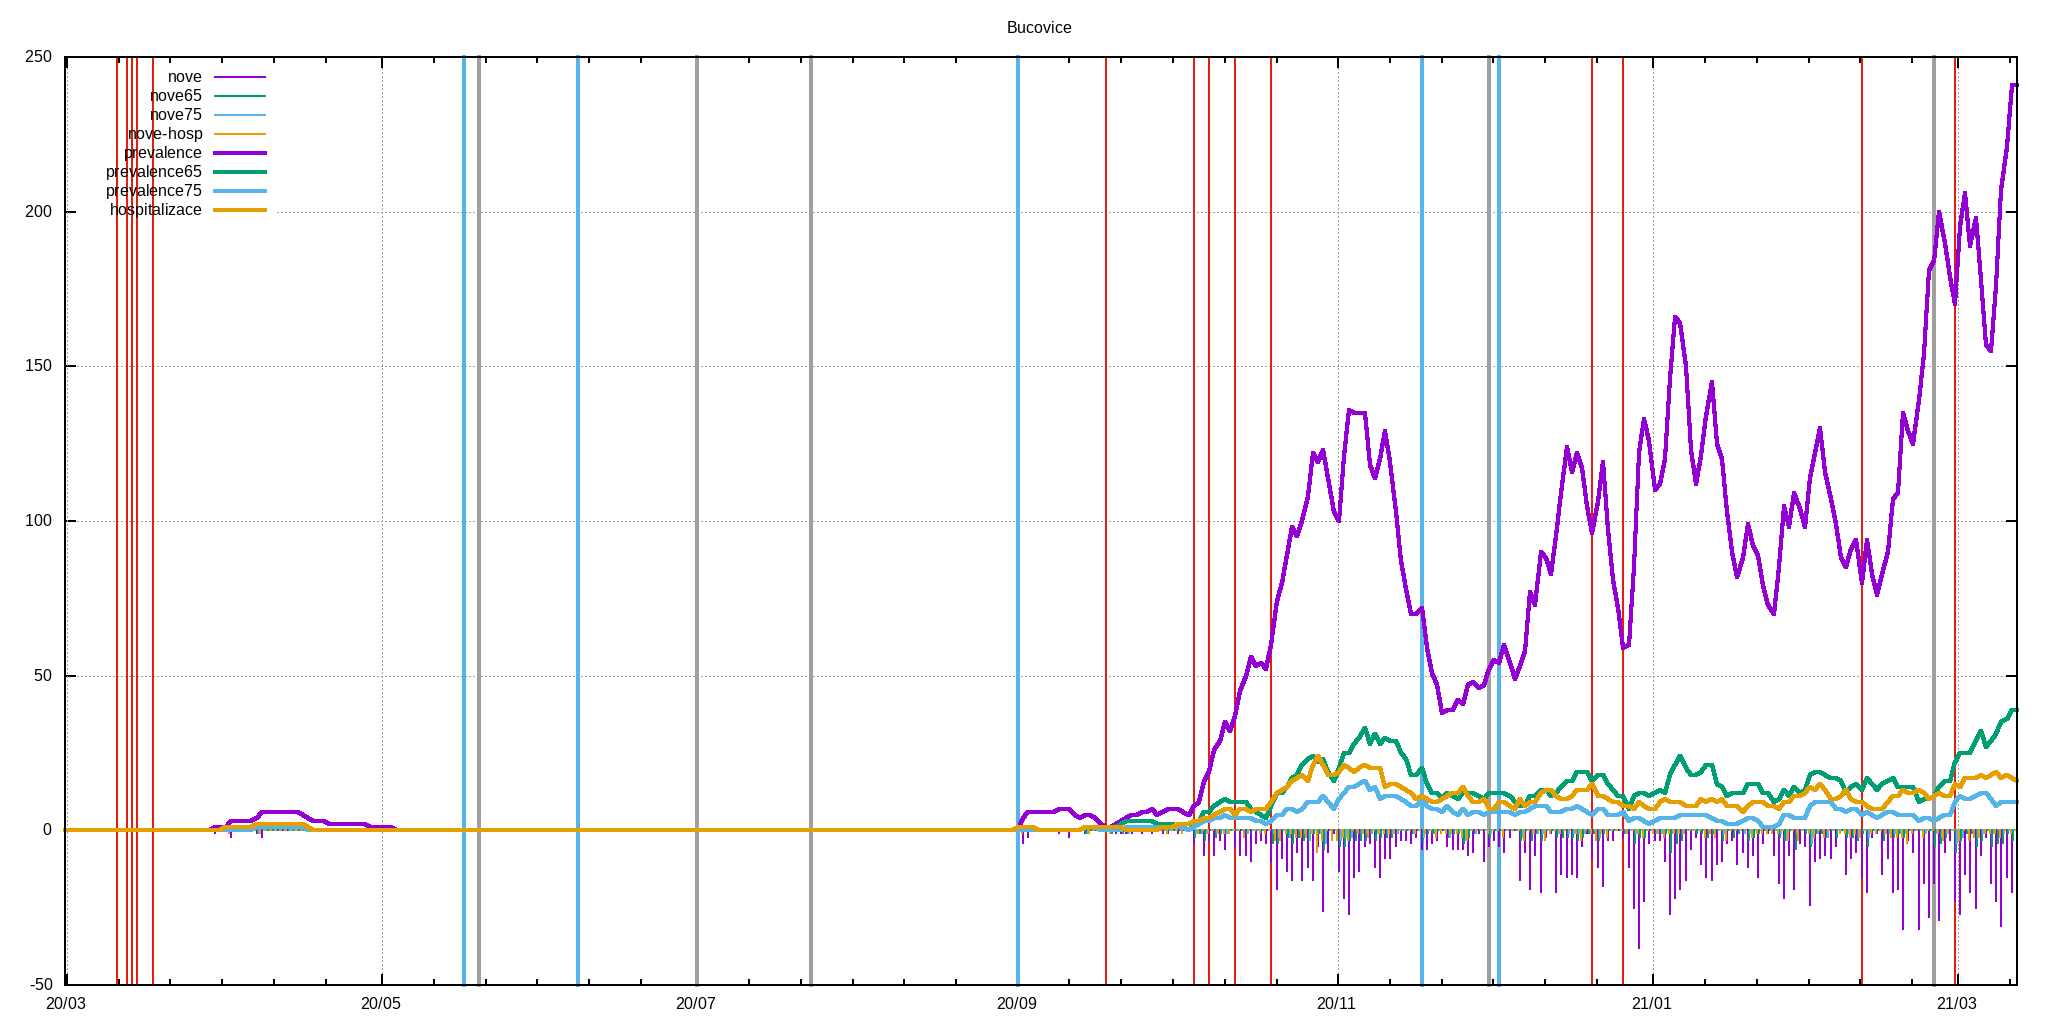 Bucovice
250
200
150
100
50
0
-50
nove
nove65
nove75
nove-hosp
prevalence
prevalence65
prevalence75
hospitalizace
20/03 20/05 20/07 20/09 20/11 21/01 21/03